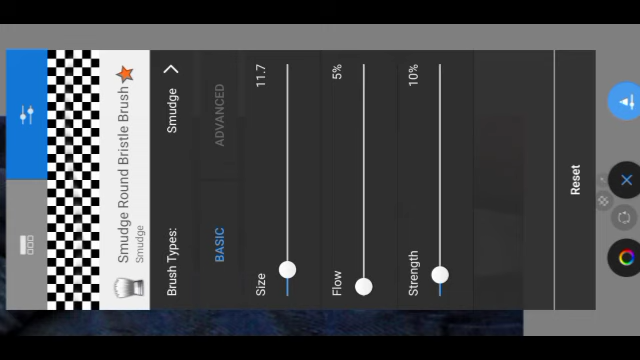 Smudge Round Bristle Brush
Smudge
Brush Types: Smudge
BASIC ADVANCED
Size 11.7
Flow 5%
Strength 10%
Reset